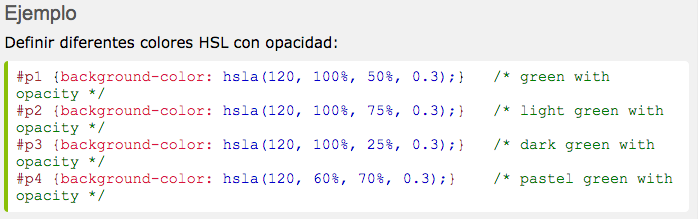 Ejemplo
Definir diferentes colores HSL con opacidad:
#p1 {background-color: hsla(120, 100%, 50%, 0.3);}   /* green with
opacity */
#p2 {background-color: hsla(120, 100%, 75%, 0.3);}   /* light green with
opacity */
#p3 {background-color: hsla(120, 100%, 25%, 0.3);}   /* dark green with
opacity */
#p4 {background-color: hsla(120, 60%, 70%, 0.3);}    /* pastel green with
opacity */